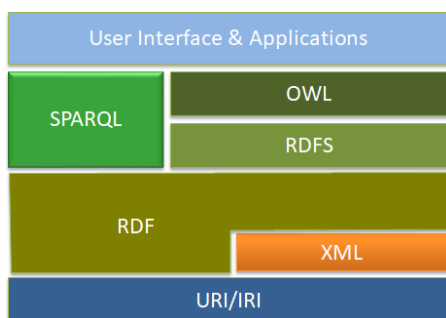 User Interface & Applications
SPARQL
OWL
RDFS
RDF
XML
URI/IRI